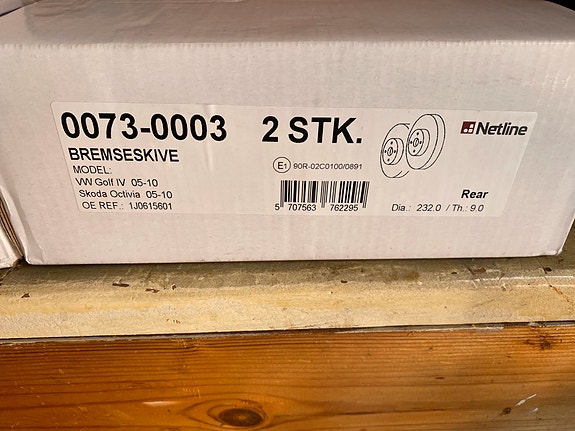 0073-0003 2 STK.
BREMSESKIVE
MODEL:
VW Golf IV 05-10
Skoda Octivia 05-10
OE REF.: 1J0615601
E1 90R-02C0100/0891
5 707563 762295
Netline
Rear
Dia.: 232.0 / Th.: 9.0